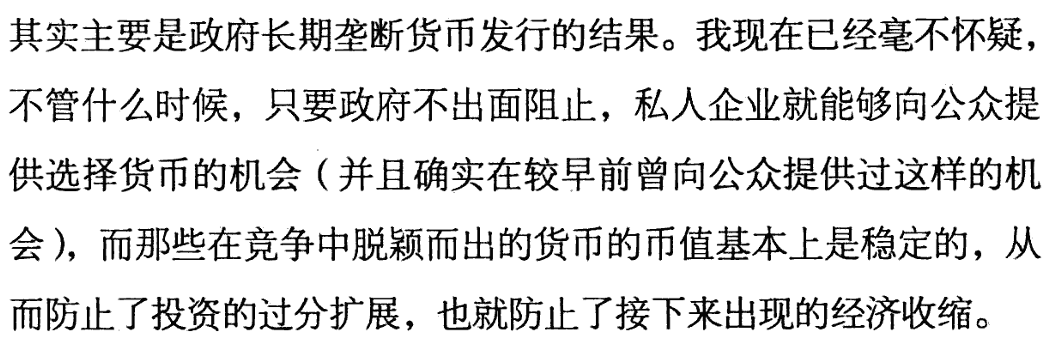 其实主要是政府长期垄断货币发行的结果。我现在已经毫不怀疑，
不管什么时候，只要政府不出面阻止，私人企业就能够向公众提
供选择货币的机会（并且确实在较早前曾向公众提供过这样的机
会），而那些在竞争中脱颖而出的货币的币值基本上是稳定的，从
而防止了投资的过分扩展，也就防止了接下来出现的经济收缩。